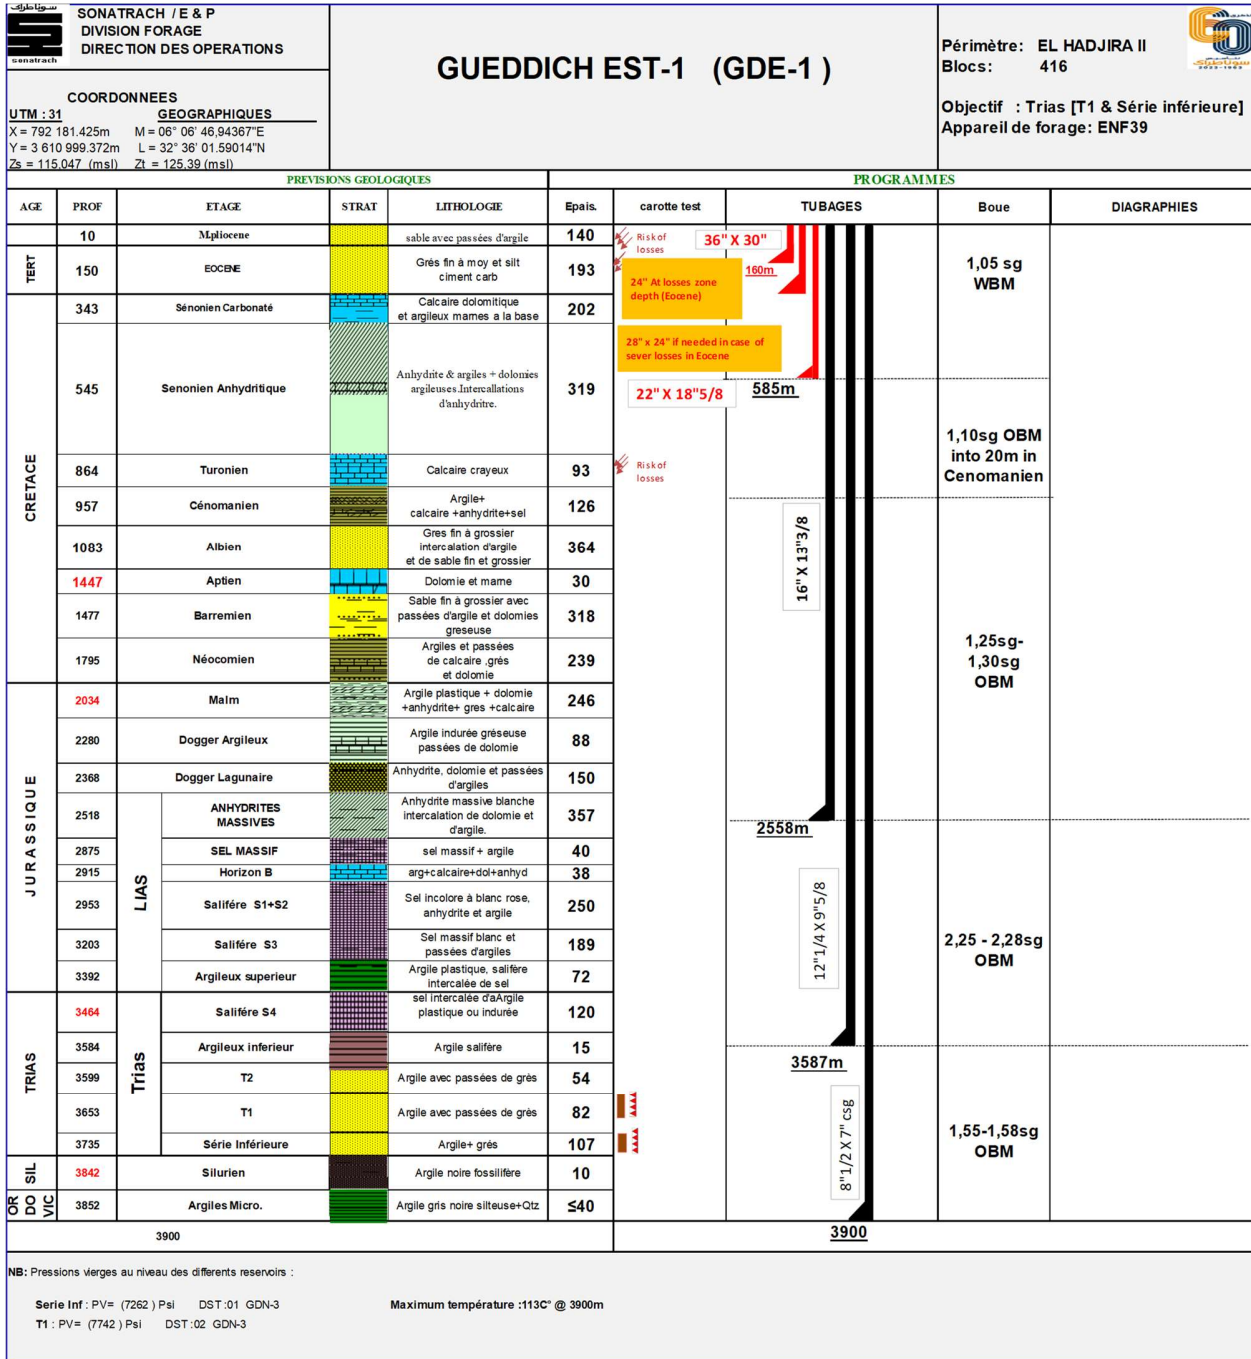 سوناطراك
sonatrach
SONATRACH / E & P
DIVISION FORAGE
DIRECTION DES OPERATIONS
COORDONNEES
UTM : 31 GEOGRAPHIQUES
X = 792 181.425m M = 06° 06' 46,94367"E
Y = 3 610 999.372m L = 32° 36' 01.59014"N
Zs = 115,047 (msl) Zt = 125,39 (msl)
GUEDDICH EST-1 (GDE-1 )
Périmètre: EL HADJIRA II
Blocs: 416
Objectif : Trias [T1 & Série inférieure]
Appareil de forage: ENF39
سوناطراك
2023-1963
PREVISIONS GEOLOGIQUES PROGRAMMES
AGE PROF ETAGE STRAT LITHOLOGIE Epais. carotte test TUBAGES Boue DIAGRAPHIES
10 M.pliocene sable avec passées d'argile 140
TERT
150 EOCENE Grés fin à moy et silt
ciment carb 193
CRETACE
343 Sénonien Carbonaté Calcaire dolomitique
et argileux marnes a la base 202
545 Senonien Anhydritique Anhydrite & argiles + dolomies
argileuses.Intercallations
d'anhydritre. 319
864 Turonien Calcaire crayeux 93
957 Cénomanien Argile+
calcaire +anhydrite+sel 126
1083 Albien Gres fin à grossier
intercalation d'argile
et de sable fin et grossier 364
1447 Aptien Dolomie et marne 30
1477 Barremien Sable fin à grossier avec
passées d'argile et dolomies
greseuse 318
1795 Néocomien Argiles et passées
de calcaire ,grés
et dolomie 239
JURASSIQUE
2034 Malm Argile plastique + dolomie
+anhydrite+ gres +calcaire 246
2280 Dogger Argileux Argile indurée gréseuse
passées de dolomie 88
2368 Dogger Lagunaire Anhydrite, dolomie et passées
d'argiles 150
LIAS
2518 ANHYDRITES
MASSIVES Anhydrite massive blanche
intercalation de dolomie et
d'argile. 357
2875 SEL MASSIF sel massif + argile 40
2915 Horizon B arg+calcaire+dol+anhyd 38
2953 Salifére S1+S2 Sel incolore à blanc rose,
anhydrite et argile 250
3203 Salifére S3 Sel massif blanc et
passées d'argiles 189
3392 Argileux superieur Argile plastique, salifère
intercalée de sel 72
TRIAS
Trias
3464 Salifére S4 sel intercalée d'aArgile
plastique ou indurée 120
3584 Argileux inferieur Argile salifère 15
3599 T2 Argile avec passées de grès 54
3653 T1 Argile avec passées de grès 82
3735 Série Inférieure Argile+ grés 107
SIL
3842 Silurien Argile noire fossilifère 10
OR
DO
VIC
3852 Argiles Micro. Argile gris noire silteuse+Qtz ≤40
3900
Risk of
losses
36" X 30"
160m
24" At losses zone
depth (Eocene)
28" x 24" if needed in case of
sever losses in Eocene
22" X 18"5/8
585m
Risk of
losses
16" X 13"3/8
2558m
12"1/4 X 9"5/8
3587m
8"1/2 X 7" csg
3900
1,05 sg
WBM
1,10sg OBM
into 20m in
Cenomanien
1,25sg-
1,30sg
OBM
2,25 - 2,28sg
OBM
1,55-1,58sg
OBM
NB: Pressions vierges au niveau des differents reservoirs :
Serie Inf : PV= (7262 ) Psi DST :01 GDN-3 Maximum température :113C° @ 3900m
T1 : PV= (7742 ) Psi DST :02 GDN-3